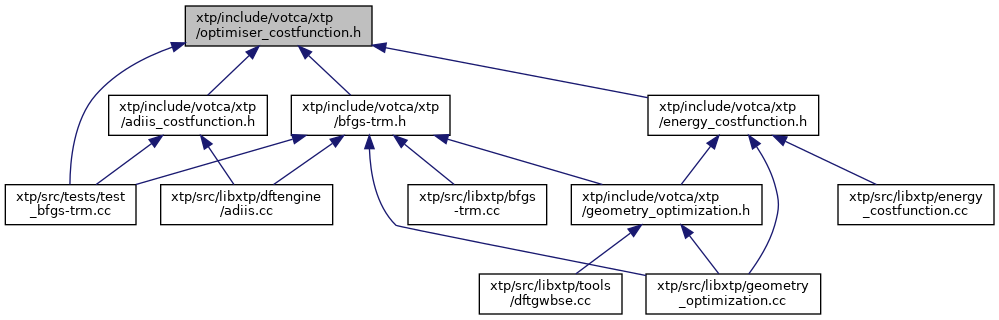 xtp/include/votca/xtp
/optimiser_costfunction.h
xtp/include/votca/xtp
/adiis_costfunction.h
xtp/include/votca/xtp
/bfgs-trm.h
xtp/include/votca/xtp
/energy_costfunction.h
xtp/src/tests/test
_bfgs-trm.cc
xtp/src/libxtp/dftengine
/adiis.cc
xtp/src/libxtp/bfgs
-trm.cc
xtp/include/votca/xtp
/geometry_optimization.h
xtp/src/libxtp/energy
_costfunction.cc
xtp/src/libxtp/tools
/dftgwbse.cc
xtp/src/libxtp/geometry
_optimization.cc